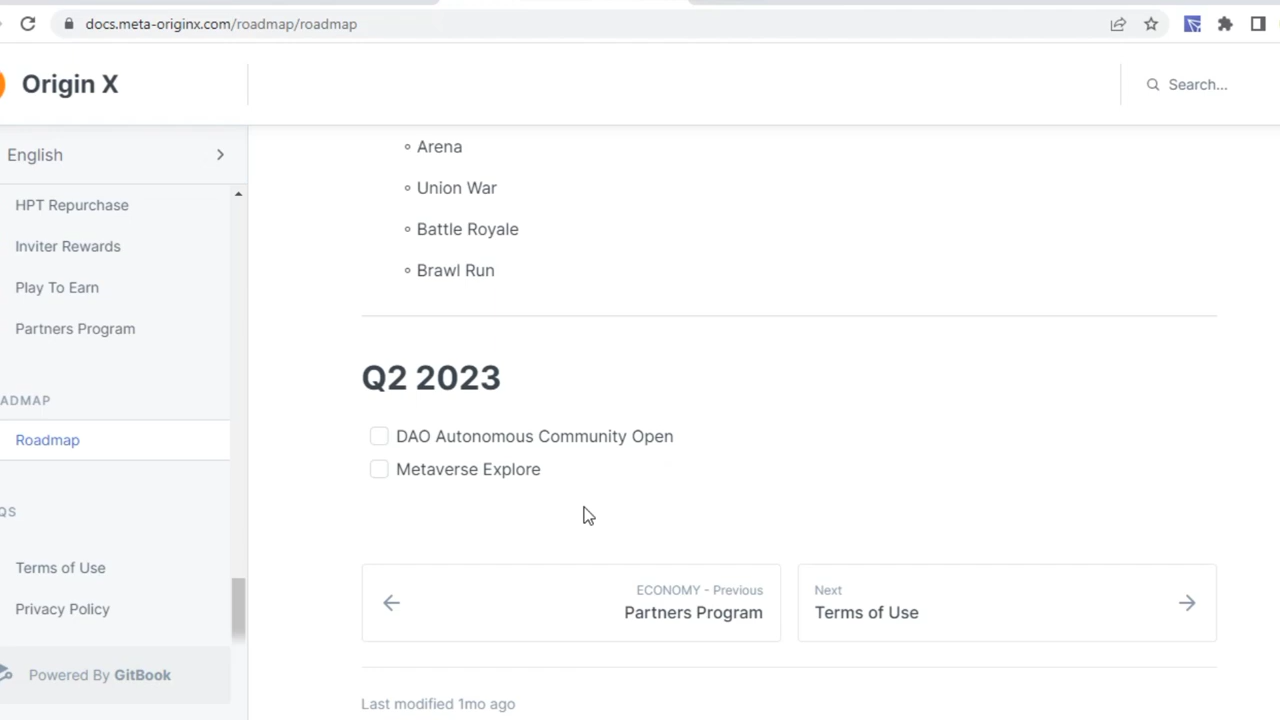 docs.meta-originx.com/roadmap/roadmap
Origin X
Search...
English
HPT Repurchase
Inviter Rewards
Play To Earn
Partners Program
ADMAP
Roadmap
QS
Terms of Use
Privacy Policy
Powered By GitBook
Arena
Union War
Battle Royale
Brawl Run
Q2 2023
DAO Autonomous Community Open
Metaverse Explore
ECONOMY - Previous
Partners Program
Next
Terms of Use
Last modified 1mo ago